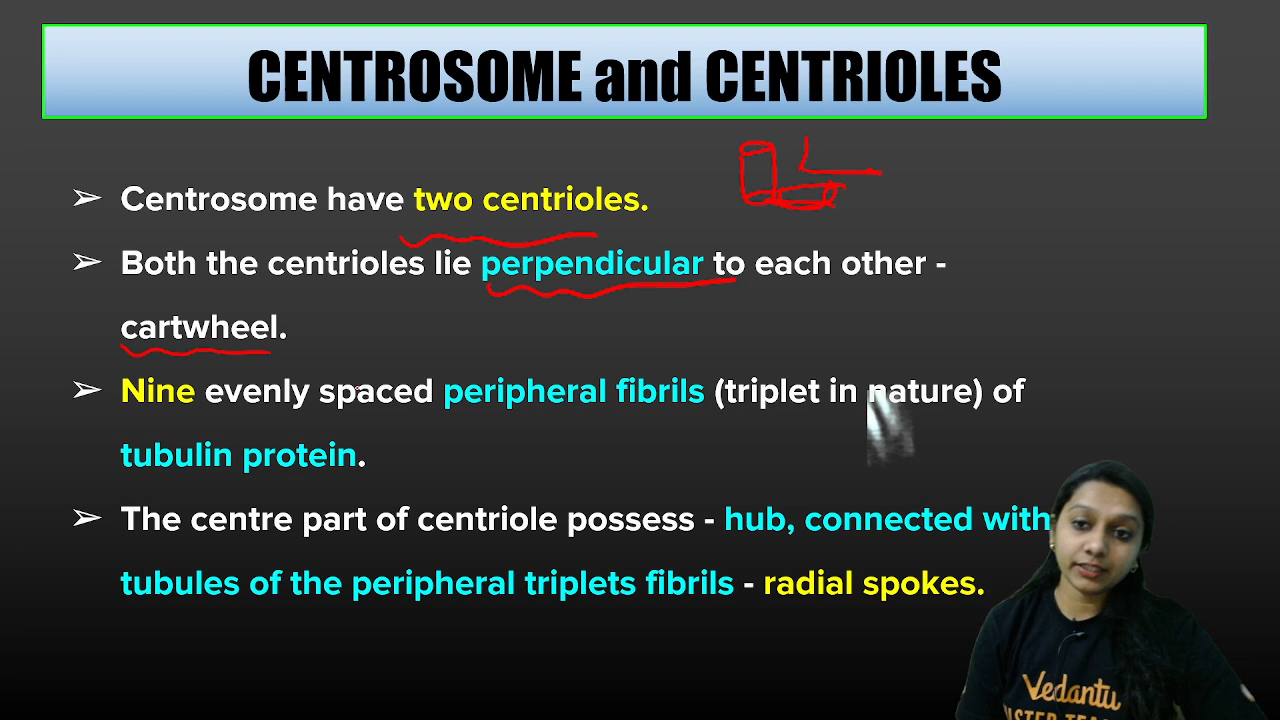 CENTROSOME and CENTRIOLES
➢ Centrosome have two centrioles.
➢ Both the centrioles lie perpendicular to each other -
cartwheel.
➢ Nine evenly spaced peripheral fibrils (triplet in nature) of
tubulin protein.
➢ The centre part of centriole possess - hub, connected with
tubules of the peripheral triplets fibrils - radial spokes.
Vedantu